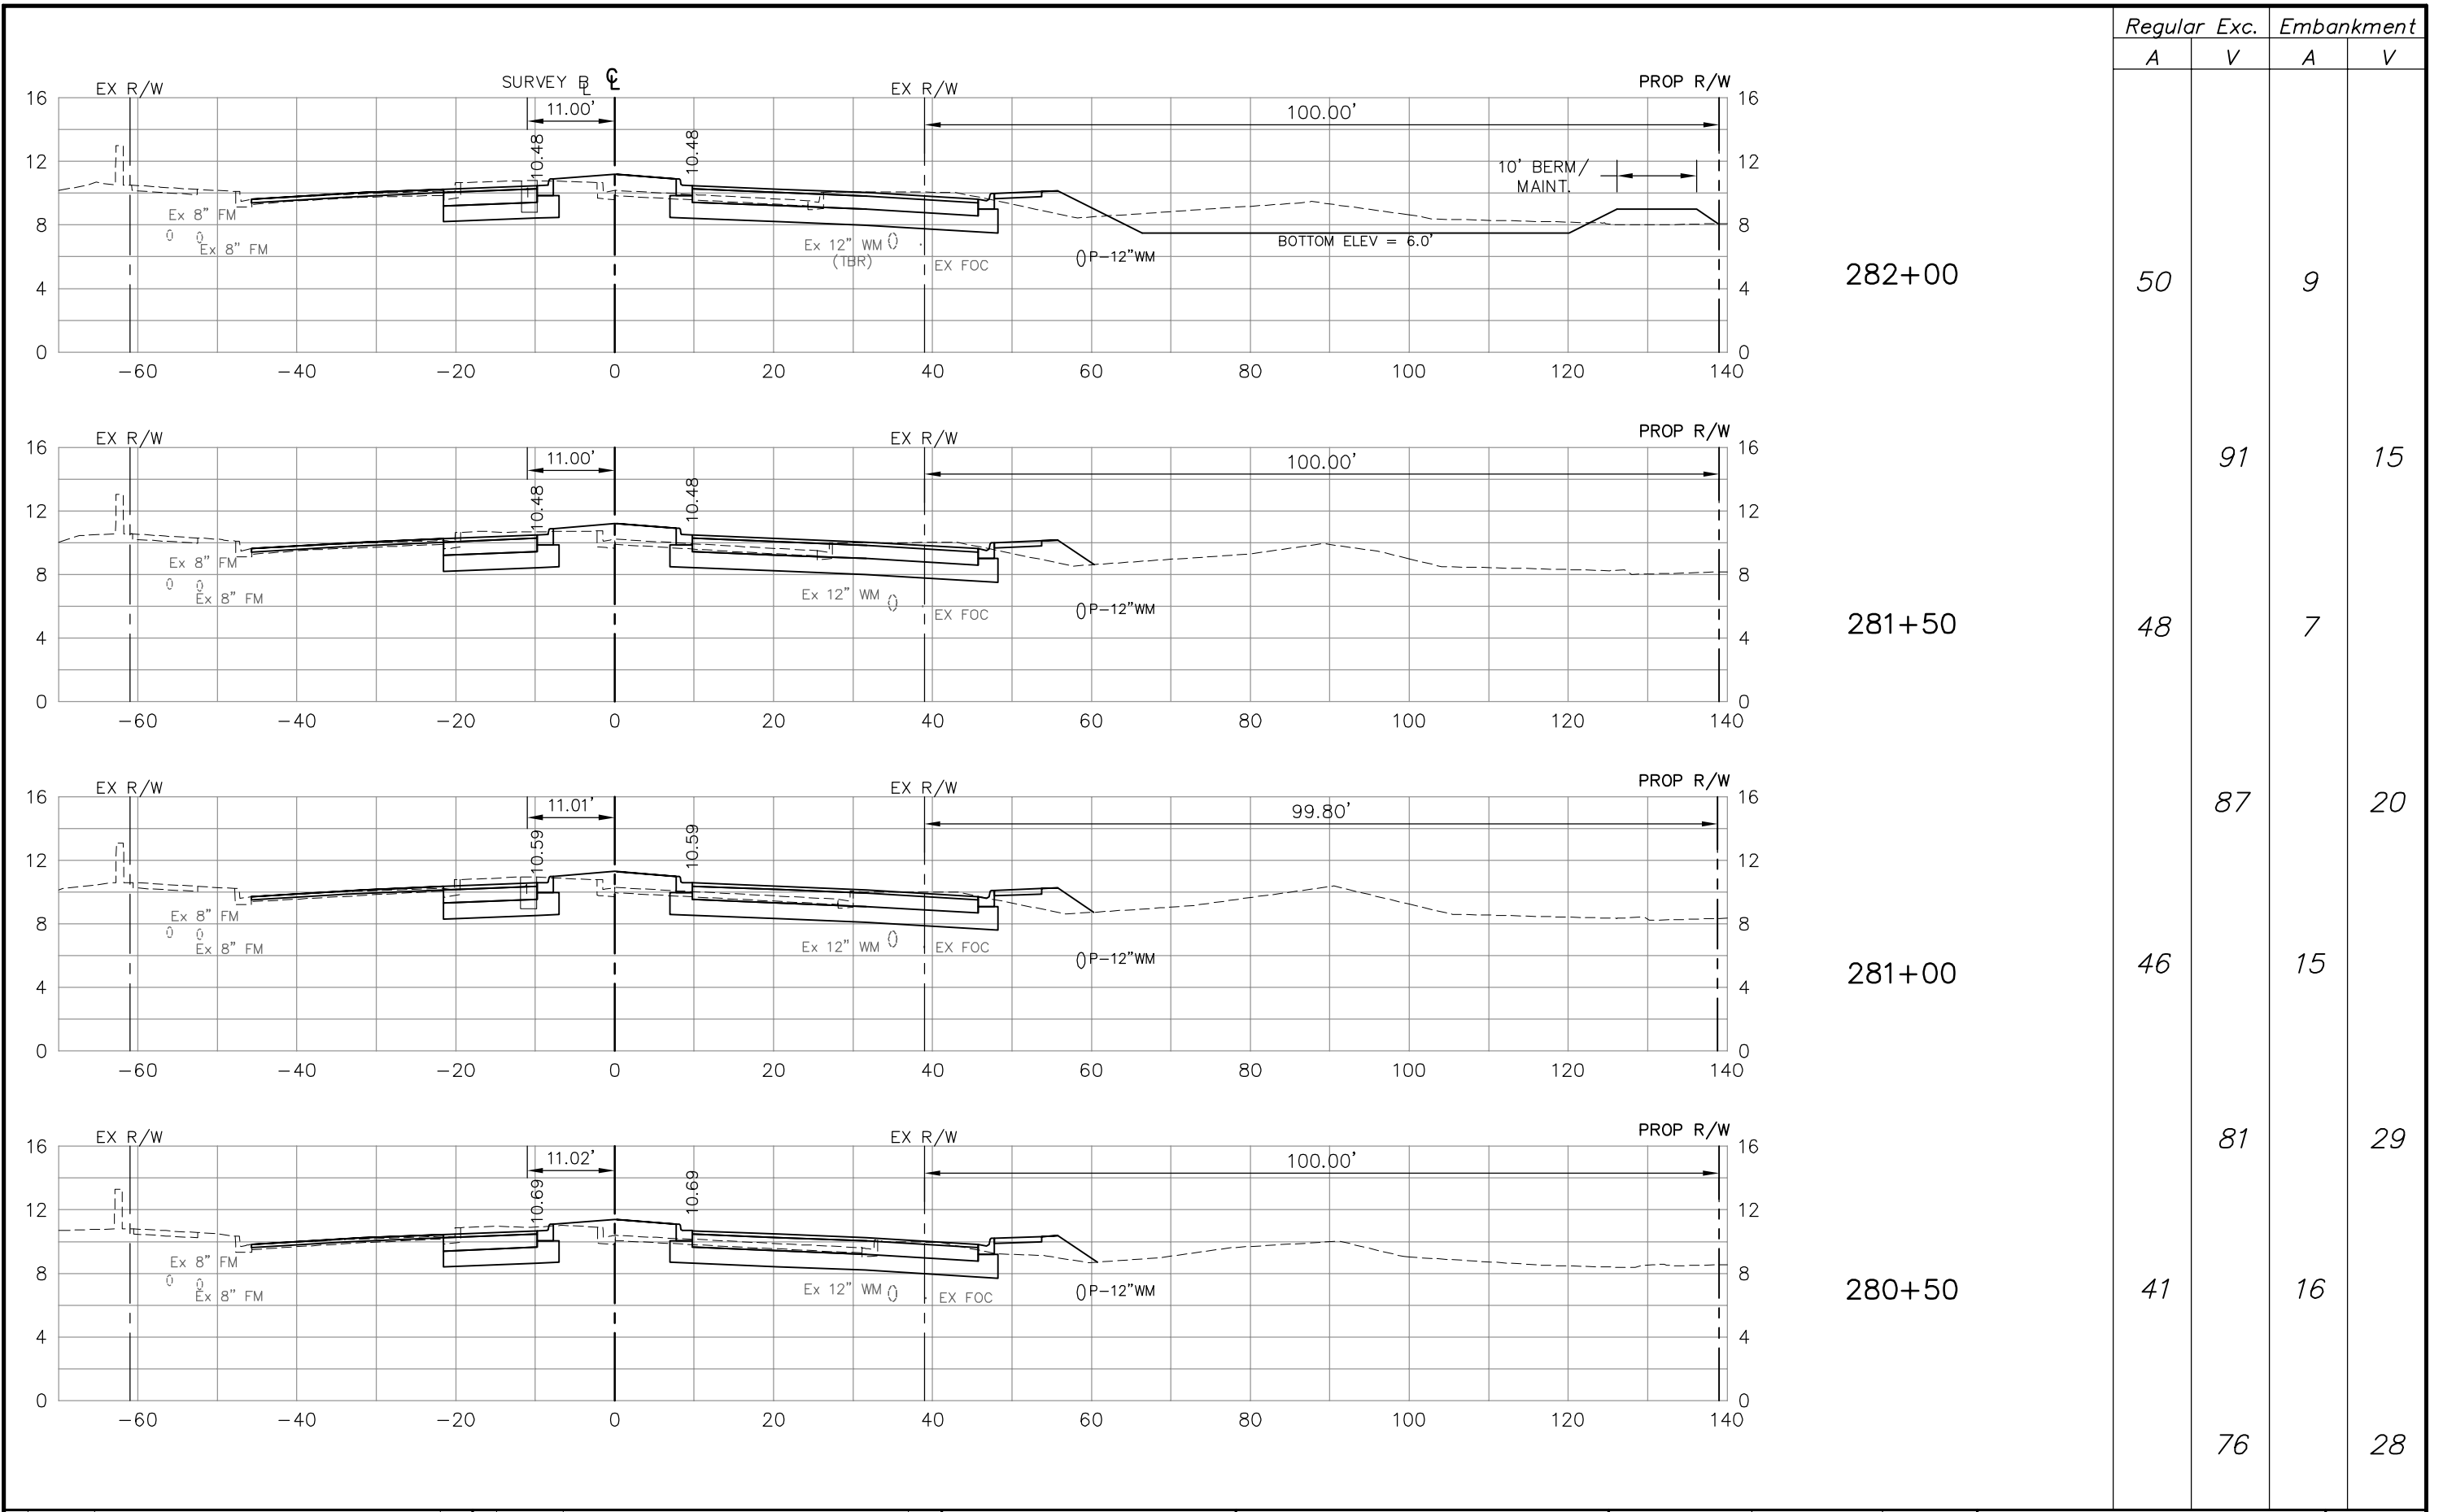 Regular Exc. Embankment
A V A V
EX R/W SURVEY BL CL EX R/W PROP R/W
16 11.00' 100.00' 16
10.48 10.48
12 10' BERM/ 12
MAINT.
Ex 8" FM
8 Ex 8" FM Ex 12" WM BOTTOM ELEV = 6.0' 8
(TBR) EX FOC P-12"WM
282+00 50 9
4 4
0 0
-60 -40 -20 0 20 40 60 80 100 120 140
91 15
EX R/W EX R/W PROP R/W
16 11.00' 100.00' 16
10.48 10.48
12 12
Ex 8" FM
8 8
Ex 8" FM Ex 12" WM EX FOC P-12"WM
281+50 48 7
4 4
0 0
-60 -40 -20 0 20 40 60 80 100 120 140
87 20
EX R/W EX R/W PROP R/W
16 11.01' 99.80' 16
10.59 10.59
12 12
Ex 8" FM
8 8
Ex 8" FM Ex 12" WM EX FOC P-12"WM
281+00 46 15
4 4
0 0
-60 -40 -20 0 20 40 60 80 100 120 140
81 29
EX R/W EX R/W PROP R/W
16 11.02' 100.00' 16
10.69 10.69
12 12
Ex 8" FM
8 8
Ex 8" FM Ex 12" WM EX FOC P-12"WM
280+50 41 16
4 4
0 0
-60 -40 -20 0 20 40 60 80 100 120 140
76 28